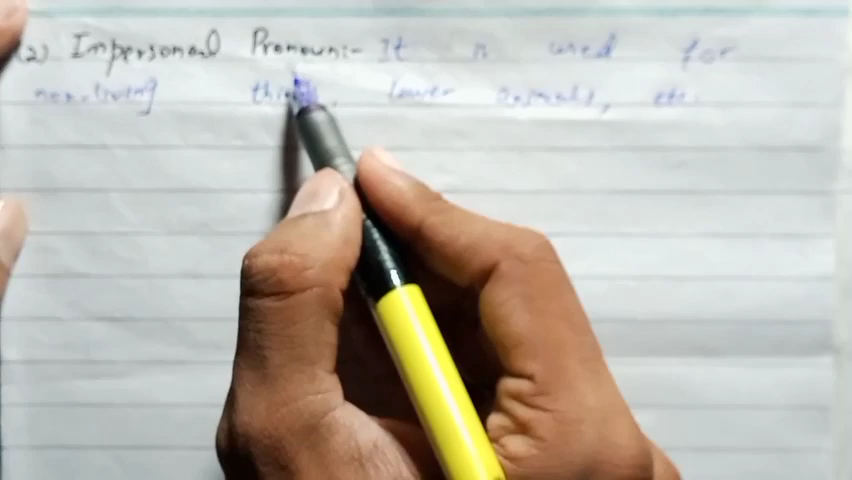 (2) Impersonal Pronoun:- It is used for
non-living things, lower animals, etc.